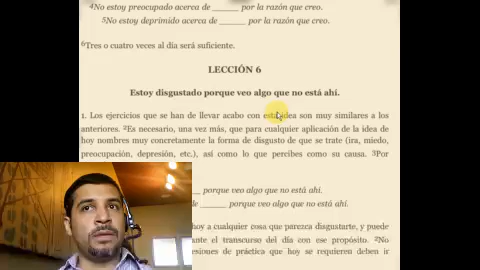 ⁴No estoy preocupado acerca de _____ por la razón que creo.
⁵No estoy deprimido acerca de _____ por la razón que creo.
⁶Tres o cuatro veces al día será suficiente.
LECCIÓN 6
Estoy disgustado porque veo algo que no está ahí.
1. Los ejercicios que se han de llevar acabo con esta idea son muy similares a los
anteriores. ²Es necesario, una vez más, que para cualquier aplicación de la idea de
hoy nombres muy concretamente la forma de disgusto de que se trate (ira, miedo,
preocupación, depresión, etc.), así como lo que percibes como su causa. ³Por
porque veo algo que no está ahí.
de _____ porque veo algo que no está ahí.
hoy a cualquier cosa que parezca disgustarte, y puede
ante el transcurso del día con ese propósito. ²No
esiones de práctica que hoy se requieren deben ir